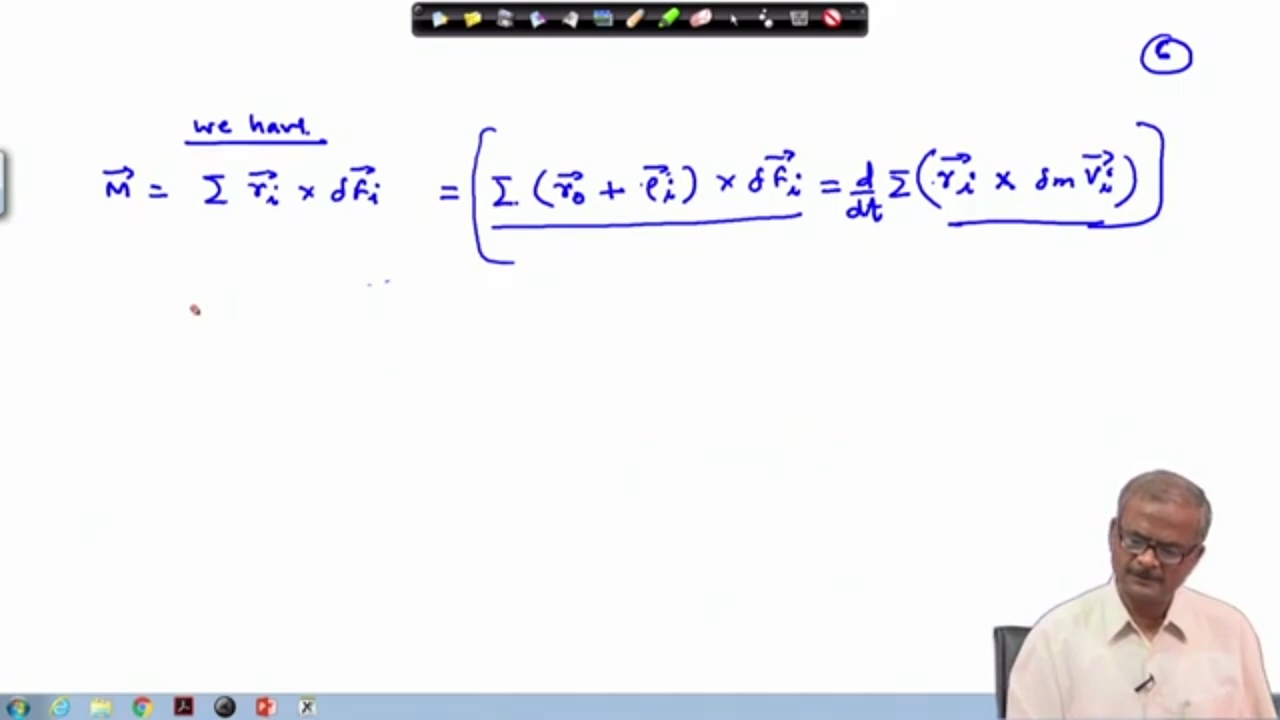 6
we have
M⃗ = Σ r⃗ᵢ × δF⃗ᵢ = [Σ (r⃗₀ + ρ⃗ᵢ) × δF⃗ᵢ = d/dt Σ (r⃗ᵢ × δm v⃗ᵢ)]